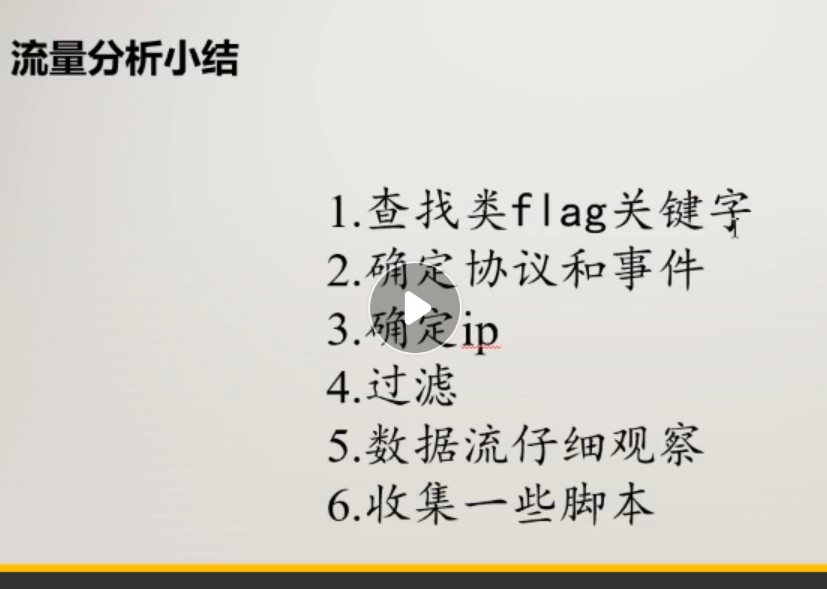 流量分析小结
1.查找类flag关键字
2.确定协议和事件
3.确定ip
4.过滤
5.数据流仔细观察
6.收集一些脚本